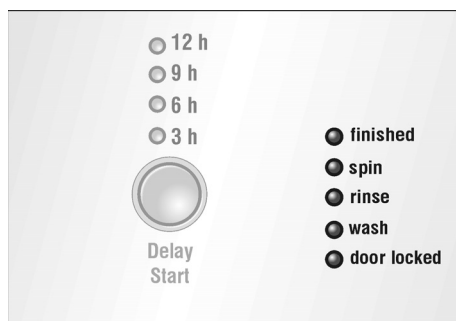 12 h
9 h
6 h
3 h
Delay
Start
finished
spin
rinse
wash
door locked